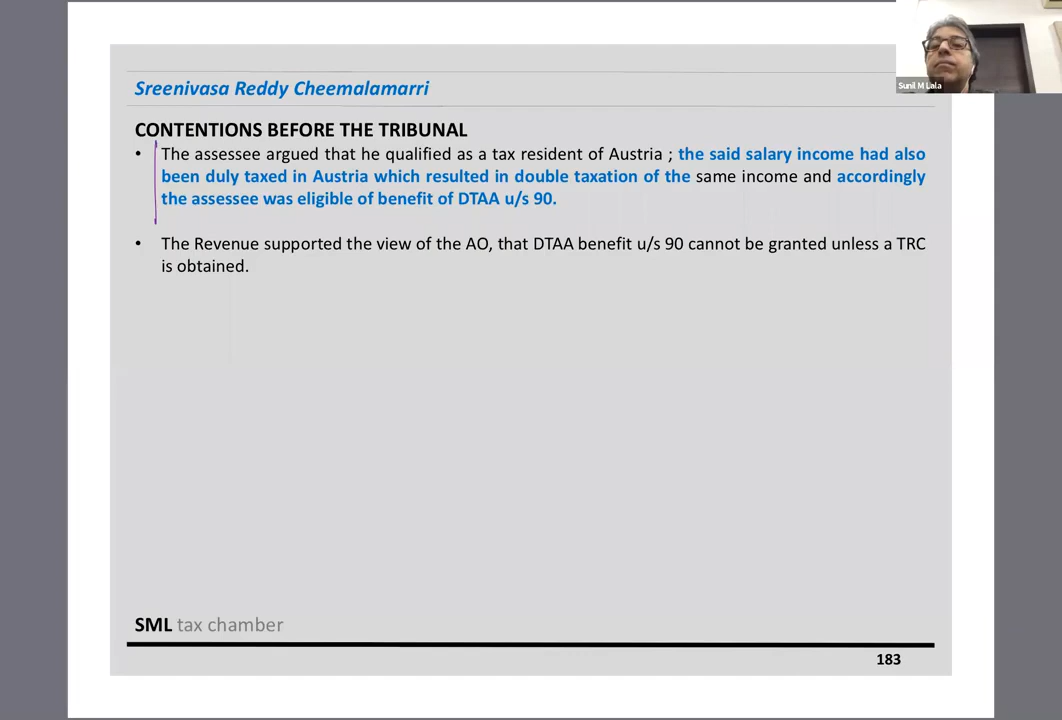 Sunil M Lala
Sreenivasa Reddy Cheemalamarri
CONTENTIONS BEFORE THE TRIBUNAL
• The assessee argued that he qualified as a tax resident of Austria ; the said salary income had also
been duly taxed in Austria which resulted in double taxation of the same income and accordingly
the assessee was eligible of benefit of DTAA u/s 90.
• The Revenue supported the view of the AO, that DTAA benefit u/s 90 cannot be granted unless a TRC
is obtained.
SML tax chamber
183